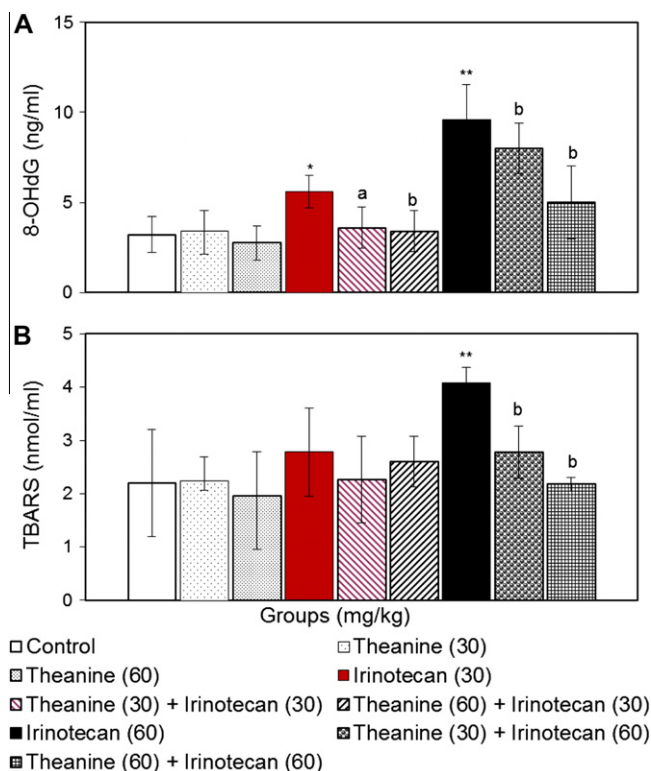 A
15
10
5
0
8-OHdG (ng/ml)
*
a
b
**
b
b
B
5
4
3
2
1
0
TBARS (nmol/ml)
**
b
b
Groups (mg/kg)
Control
Theanine (30)
Theanine (60)
Irinotecan (30)
Theanine (30) + Irinotecan (30)
Theanine (60) + Irinotecan (30)
Irinotecan (60)
Theanine (30) + Irinotecan (60)
Theanine (60) + Irinotecan (60)